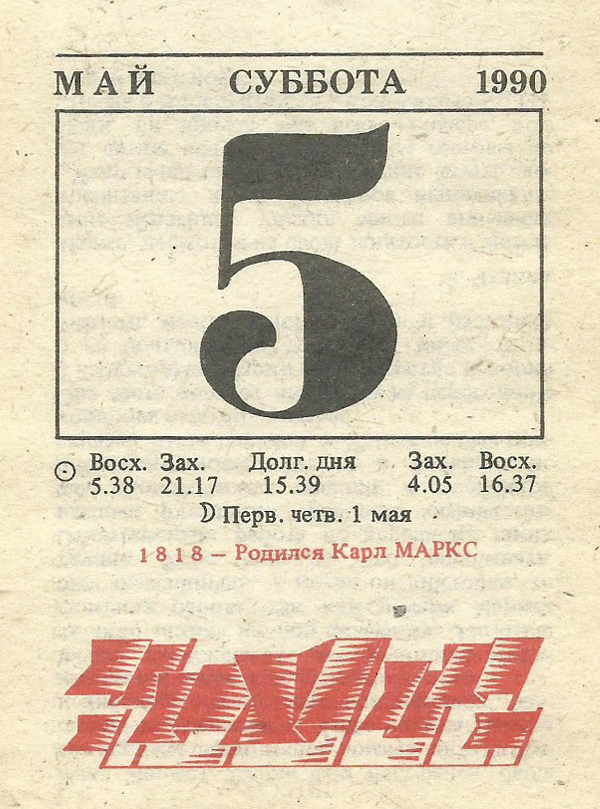 МАЙ СУББОТА 1990
5
Восх. Зах. Долг. дня Зах. Восх.
5.38 21.17 15.39 4.05 16.37
Перв. четв. 1 мая
1818 — Родился Карл МАРКС